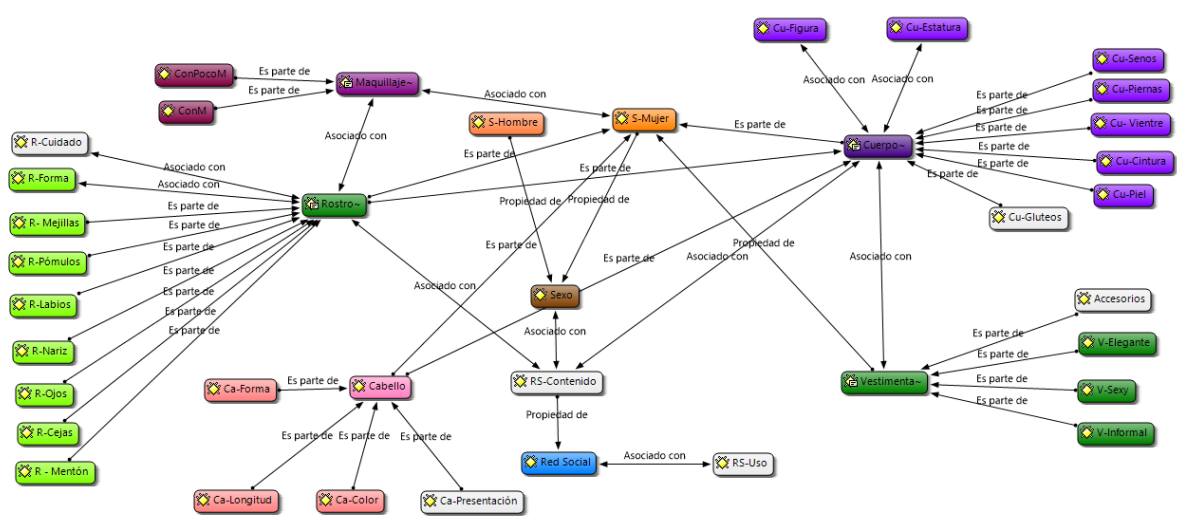 Cu-Figura
Cu-Estatura
Asociado con
Asociado con
Cu-Senos
Es parte de
Cu-Piernas
Es parte de
Cu- Vientre
Es parte de
Cu-Cintura
Es parte de
Cu-Piel
Es parte de
Cu-Gluteos
Cuerpo~
Es parte de
ConPocoM
Es parte de
Maquillaje~
ConM
Es parte de
Asociado con
Asociado con
S-Hombre
S-Mujer
Es parte de
Es parte de
R-Cuidado
Asociado con
R-Forma
Asociado con
R- Mejillas
Es parte de
R-Pómulos
Es parte de
R-Labios
Es parte de
R-Nariz
Es parte de
R-Ojos
Es parte de
R-Cejas
Es parte de
R - Mentón
Es parte de
Rostro~
Propiedad de
Propiedad de
Es parte de
Es parte de
Propiedad de
Asociado con
Asociado con
Asociado con
Sexo
Asociado con
RS-Contenido
Propiedad de
Red Social
Asociado con
RS-Uso
Ca-Forma
Es parte de
Cabello
Es parte de
Es parte de
Es parte de
Ca-Longitud
Ca-Color
Ca-Presentación
Accesorios
Es parte de
V-Elegante
Es parte de
Vestimenta~
V-Sexy
Es parte de
Es parte de
V-Informal